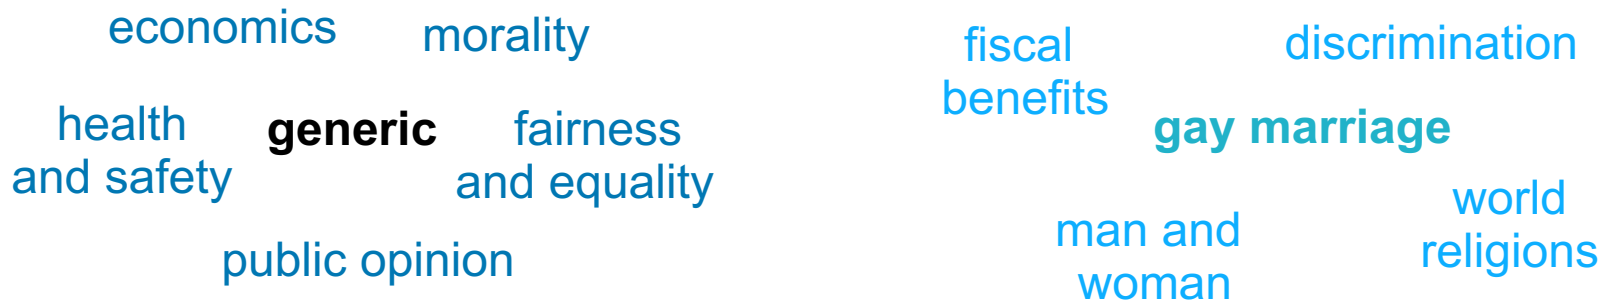 economics
morality
health
and safety
generic
fairness
and equality
public opinion
fiscal
benefits
discrimination
gay marriage
man and
woman
world
religions